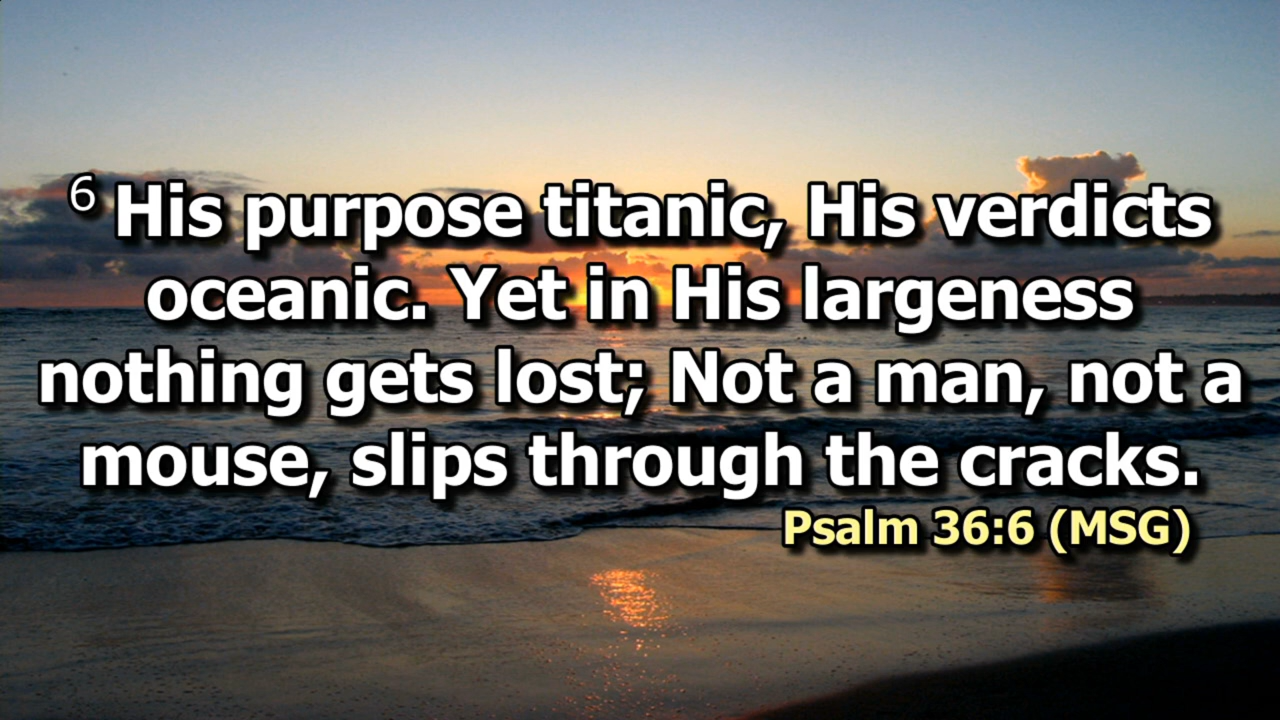 6 His purpose titanic, His verdicts
oceanic. Yet in His largeness
nothing gets lost; Not a man, not a
mouse, slips through the cracks.
Psalm 36:6 (MSG)